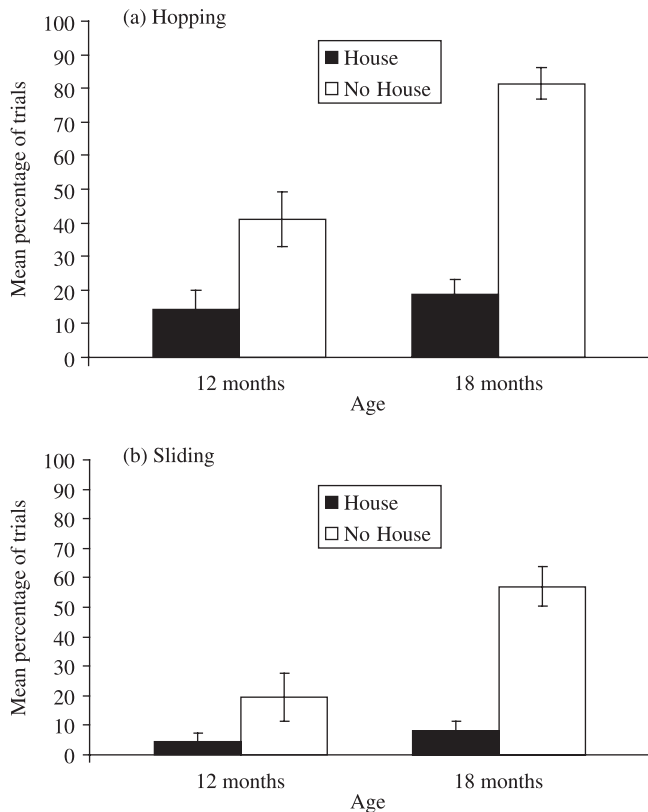 (a) Hopping
100
90
80
70
60
50
40
30
20
10
0
Mean percentage of trials
House
No House
12 months
18 months
Age
(b) Sliding
100
90
80
70
60
50
40
30
20
10
0
Mean percentage of trials
House
No House
12 months
18 months
Age